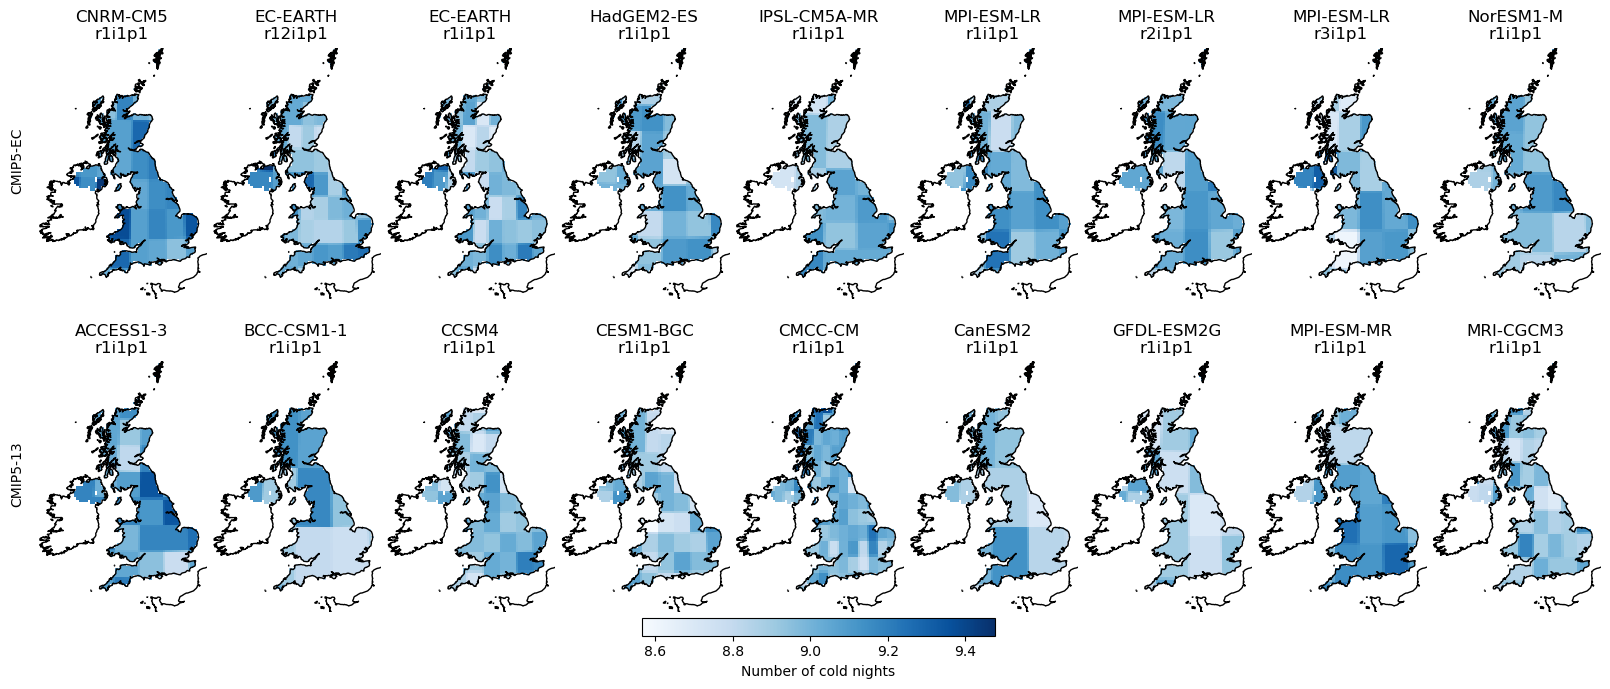 CNRM-CM5 EC-EARTH EC-EARTH HadGEM2-ES IPSL-CM5A-MR MPI-ESM-LR MPI-ESM-LR MPI-ESM-LR NorESM1-M
r1i1p1 r12i1p1 r1i1p1 r1i1p1 r1i1p1 r1i1p1 r2i1p1 r3i1p1 r1i1p1
CMIP5-EC
ACCESS1-3 BCC-CSM1-1 CCSM4 CESM1-BGC CMCC-CM CanESM2 GFDL-ESM2G MPI-ESM-MR MRI-CGCM3
r1i1p1 r1i1p1 r1i1p1 r1i1p1 r1i1p1 r1i1p1 r1i1p1 r1i1p1 r1i1p1
CMIP5-13
8.6 8.8 9.0 9.2 9.4
Number of cold nights